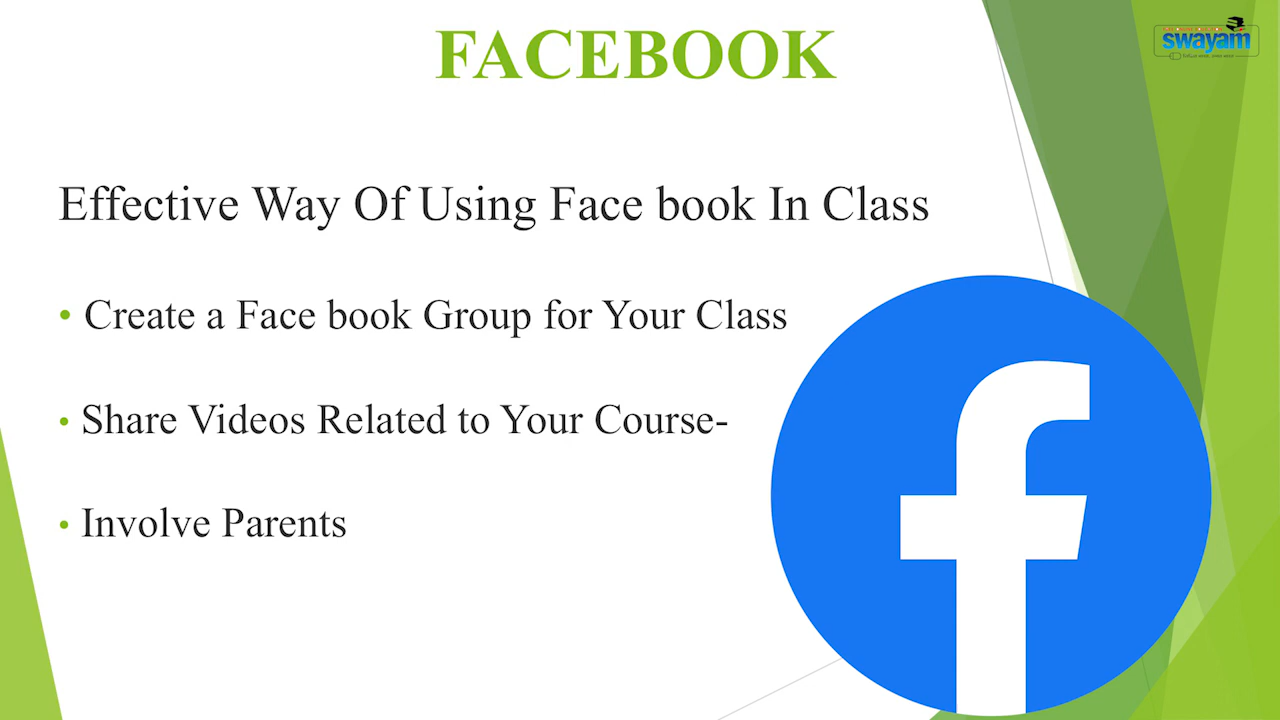 FACEBOOK
swayam
Effective Way Of Using Face book In Class
• Create a Face book Group for Your Class
• Share Videos Related to Your Course-
• Involve Parents